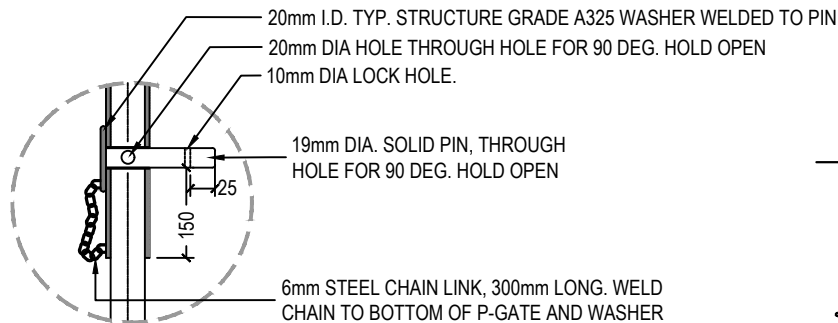 20mm I.D. TYP. STRUCTURE GRADE A325 WASHER WELDED TO PIN
20mm DIA HOLE THROUGH HOLE FOR 90 DEG. HOLD OPEN
10mm DIA LOCK HOLE.
19mm DIA. SOLID PIN, THROUGH
HOLE FOR 90 DEG. HOLD OPEN
25
150
6mm STEEL CHAIN LINK, 300mm LONG. WELD
CHAIN TO BOTTOM OF P-GATE AND WASHER